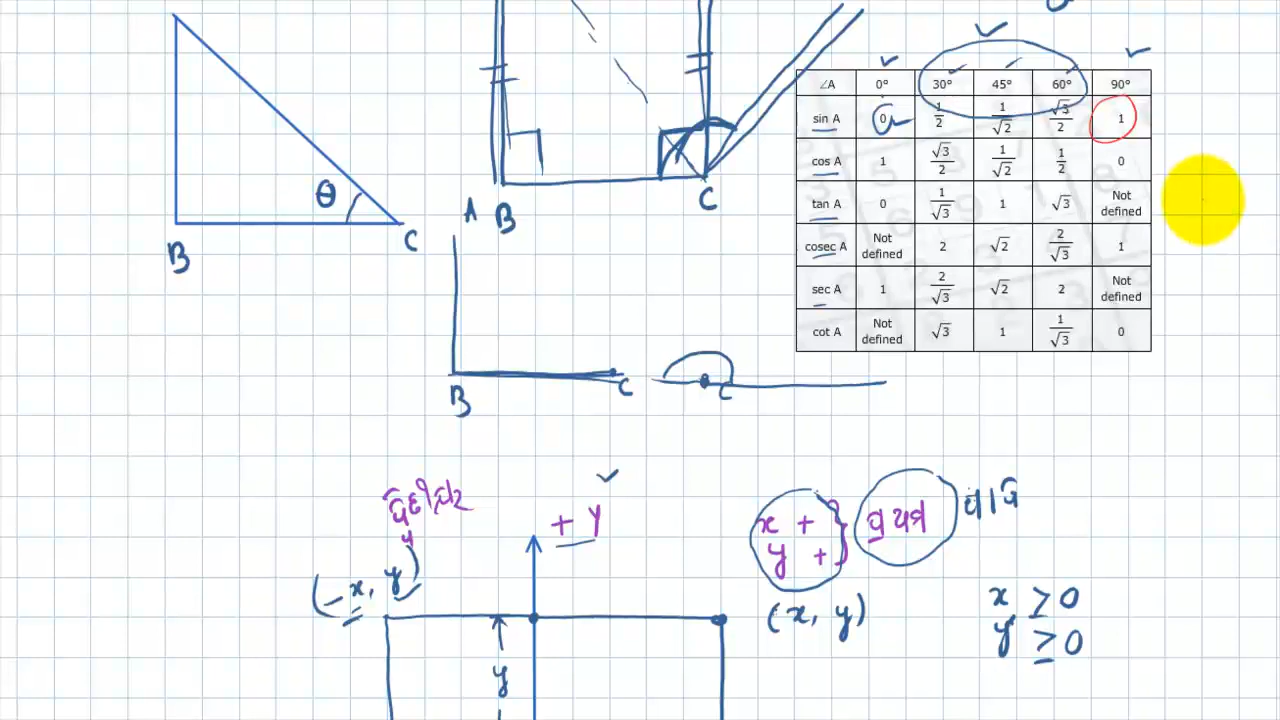 ∠A 0° 30° 45° 60° 90°
sin A 0 1/2 1/√2 √3/2 1
cos A 1 √3/2 1/√2 1/2 0
tan A 0 1/√3 1 √3 Not defined
cosec A Not defined 2 √2 2/√3 1
sec A 1 2/√3 √2 2 Not defined
cot A Not defined √3 1 1/√3 0
θ
B
C
A B
C
B
C
C
+ y
x +
y +
(-x, y)
(x, y)
x ≥ 0
y ≥ 0
y